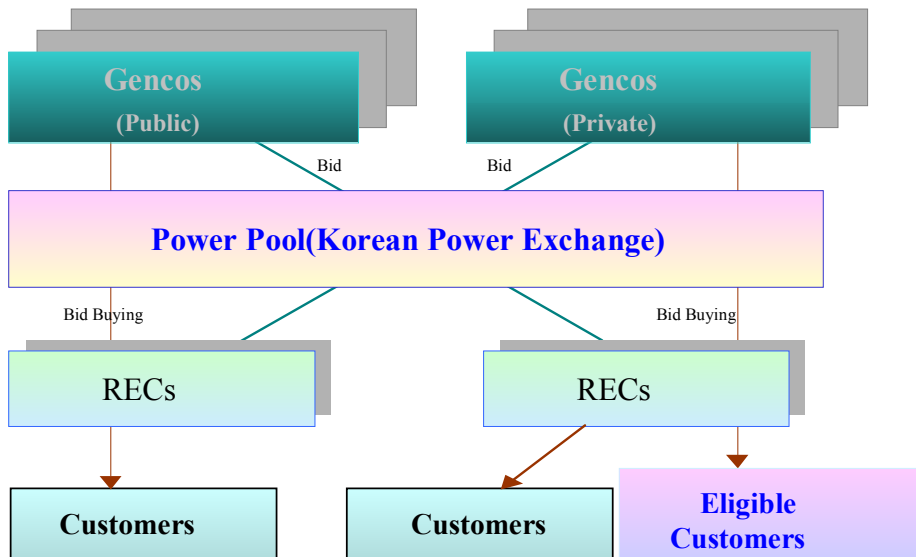 Gencos
(Public)
Gencos
(Private)
Bid
Bid
Power Pool(Korean Power Exchange)
Bid Buying
Bid Buying
RECs
RECs
Customers
Customers
Eligible
Customers